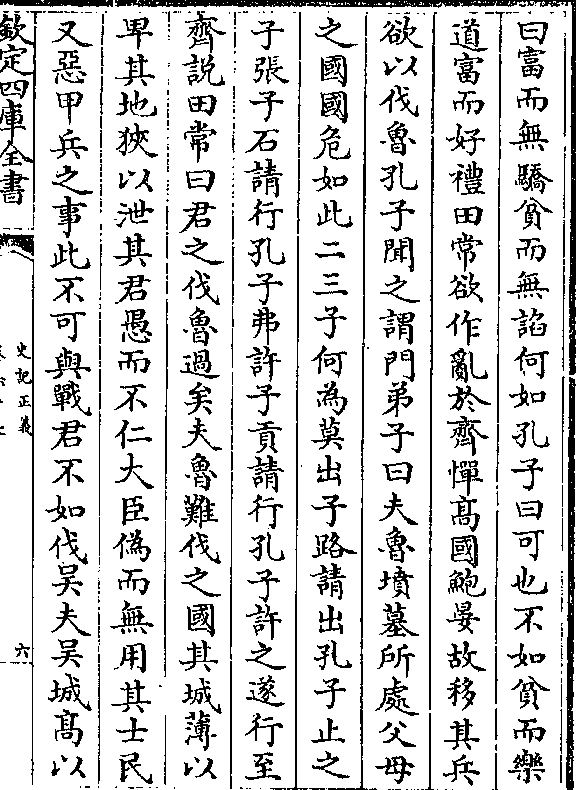 曰富而無驕貧而無謟何如孔子曰可也不如貧而樂
道富而好禮田常欲作亂於齊憚髙國鮑晏故移其兵
欲以伐魯孔子聞之謂門弟子曰夫魯墳墓所處父母
之國國危如此二三子何為莫出子路請出孔子止之
子張子石請行孔子弗許子貢請行孔子許之遂行至
齊説田常曰君之伐魯過矣夫魯難伐之國其城薄以
卑其地狹以泄其君愚而不仁大臣偽而無用其士民
又惡甲兵之事此不可與戰君不如伐吴夫吴城髙以
欽定四庫全書
史記正義
六